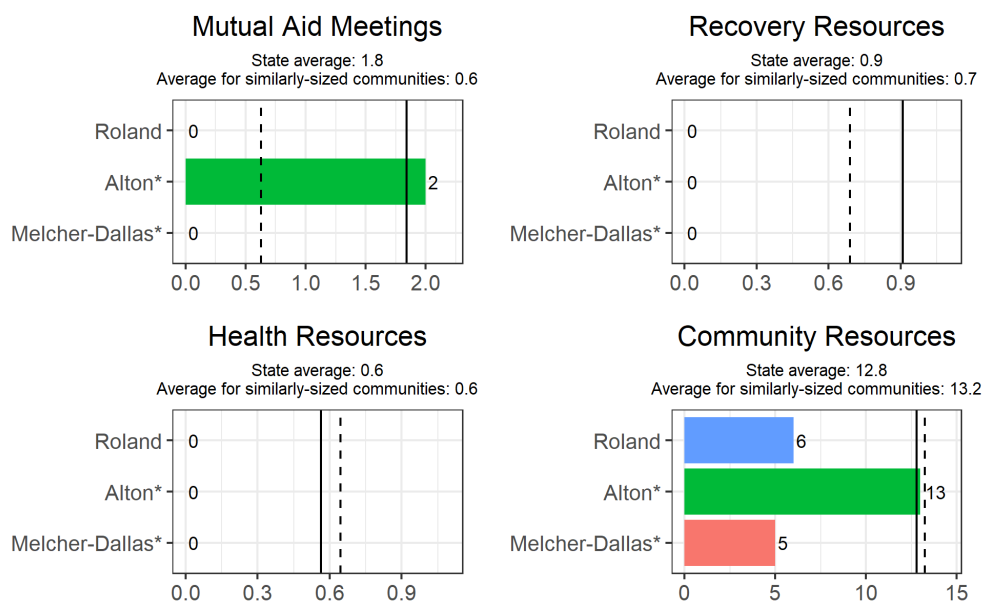 Mutual Aid Meetings
State average: 1.8
Average for similarly-sized communities: 0.6
Roland
0
Alton*
2
Melcher-Dallas*
0
0.0 0.5 1.0 1.5 2.0
Recovery Resources
State average: 0.9
Average for similarly-sized communities: 0.7
Roland
0
Alton*
0
Melcher-Dallas*
0
0.0 0.3 0.6 0.9
Health Resources
State average: 0.6
Average for similarly-sized communities: 0.6
Roland
0
Alton*
0
Melcher-Dallas*
0
0.0 0.3 0.6 0.9
Community Resources
State average: 12.8
Average for similarly-sized communities: 13.2
Roland
6
Alton*
13
Melcher-Dallas*
5
0 5 10 15